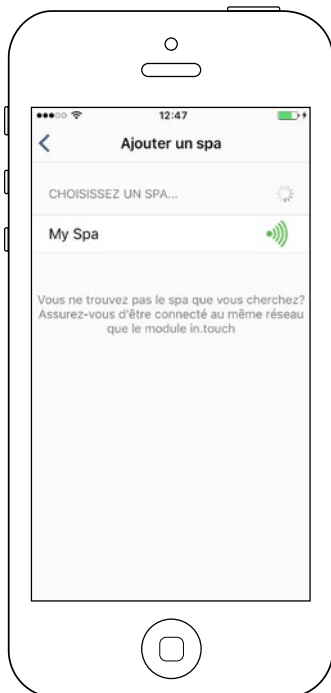 12:47
Ajouter un spa
CHOISISSEZ UN SPA...
My Spa
Vous ne trouvez pas le spa que vous cherchez?
Assurez-vous d'être connecté au même réseau
que le module in.touch